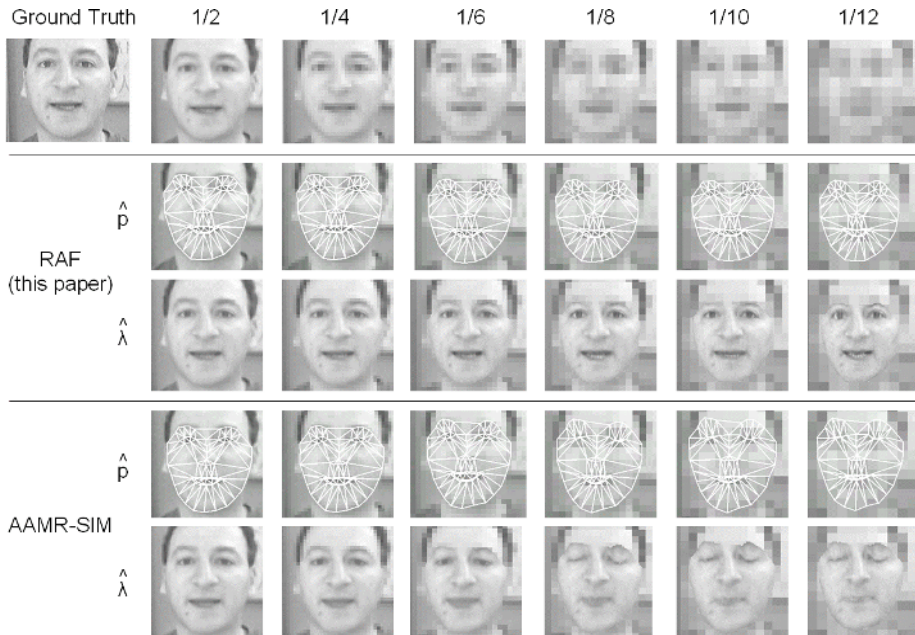 Ground Truth 1/2 1/4 1/6 1/8 1/10 1/12
p̂
RAF
(this paper)
λ̂
p̂
AAMR-SIM
λ̂